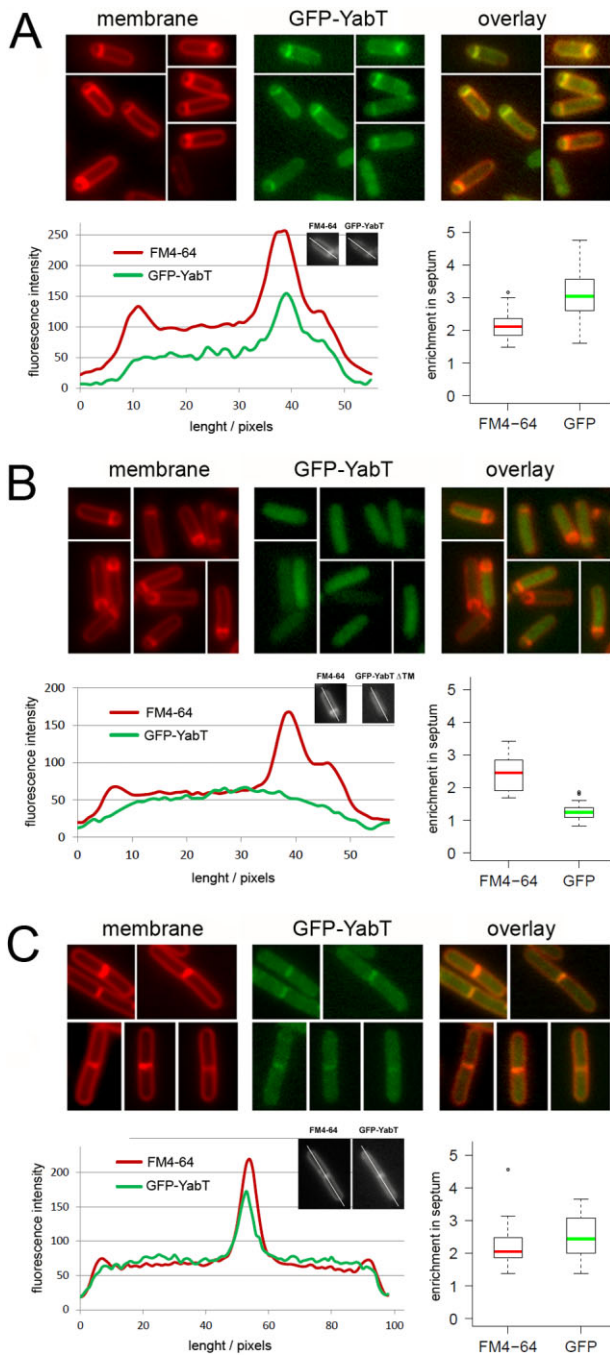 A
membrane GFP-YabT overlay
FM4-64 GFP-YabT
250
200
150
100
50
0
fluorescence intensity
FM4-64
GFP-YabT
0 10 20 30 40 50
lenght / pixels
enrichment in septum
5
4
3
2
1
0
FM4−64 GFP
B
membrane GFP-YabT overlay
FM4-64 GFP-YabT ΔTM
200
150
100
50
0
fluorescence intensity
FM4-64
GFP-YabT
0 10 20 30 40 50
lenght / pixels
enrichment in septum
5
4
3
2
1
0
FM4−64 GFP
C
membrane GFP-YabT overlay
FM4-64 GFP-YabT
200
150
100
50
0
fluorescence intensity
FM4-64
GFP-YabT
0 20 40 60 80 100
lenght / pixels
enrichment in septum
5
4
3
2
1
0
FM4−64 GFP